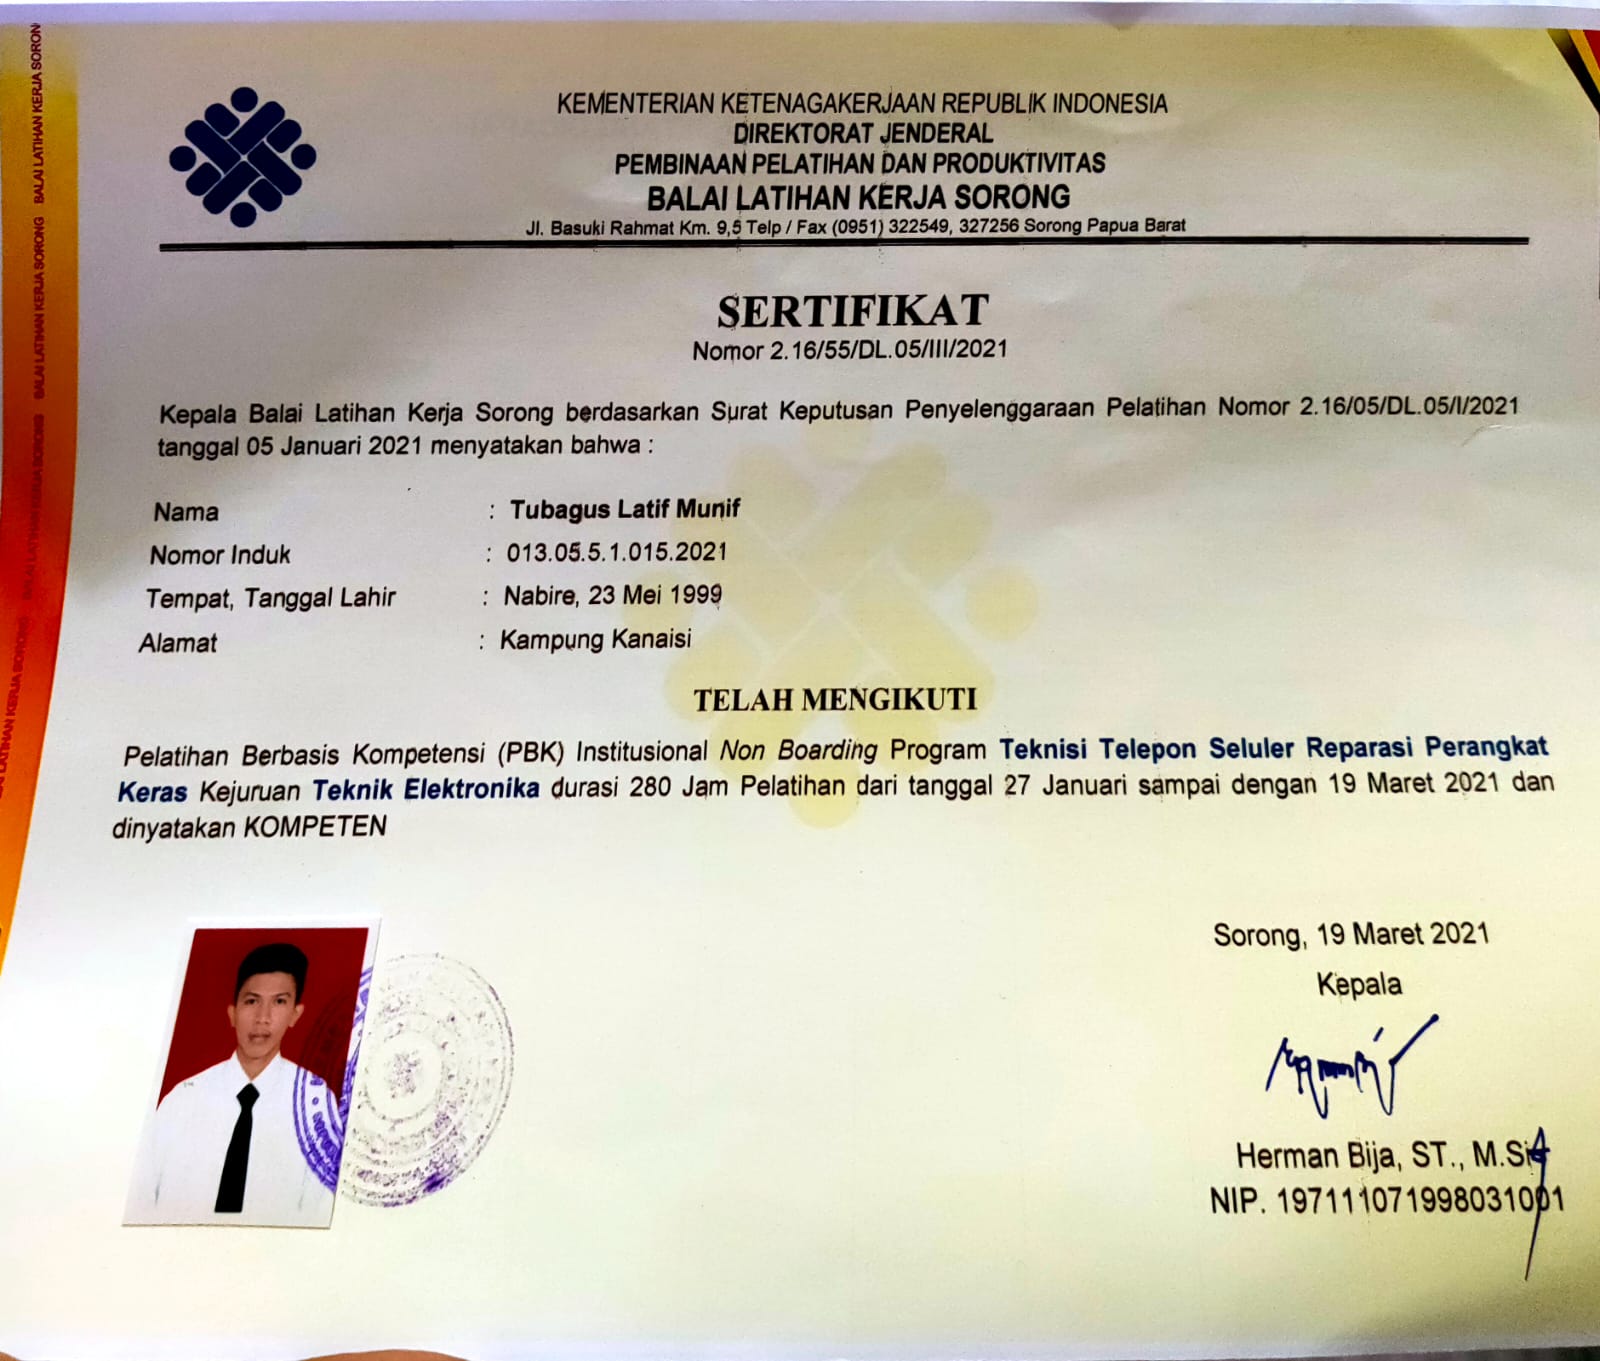 KEMENTERIAN KETENAGAKERJAAN REPUBLIK INDONESIA
DIREKTORAT JENDERAL
PEMBINAAN PELATIHAN DAN PRODUKTIVITAS
BALAI LATIHAN KERJA SORONG
Jl. Basuki Rahmat Km. 9,5 Telp / Fax (0951) 322549, 327256 Sorong Papua Barat
SERTIFIKAT
Nomor 2.16/55/DL.05/III/2021
Kepala Balai Latihan Kerja Sorong berdasarkan Surat Keputusan Penyelenggaraan Pelatihan Nomor 2.16/05/DL.05/I/2021
tanggal 05 Januari 2021 menyatakan bahwa :
Nama : Tubagus Latif Munif
Nomor Induk : 013.05.5.1.015.2021
Tempat, Tanggal Lahir : Nabire, 23 Mei 1999
Alamat : Kampung Kanaisi
TELAH MENGIKUTI
Pelatihan Berbasis Kompetensi (PBK) Institusional Non Boarding Program Teknisi Telepon Seluler Reparasi Perangkat
Keras Kejuruan Teknik Elektronika durasi 280 Jam Pelatihan dari tanggal 27 Januari sampai dengan 19 Maret 2021 dan
dinyatakan KOMPETEN
Sorong, 19 Maret 2021
Kepala
Herman Bija, ST., M.Si
NIP. 197111071998031001
BALAI LATIHAN KERJA SORONG BALAI LATIHAN KERJA SORONG BALAI LATIHAN KERJA SORONG